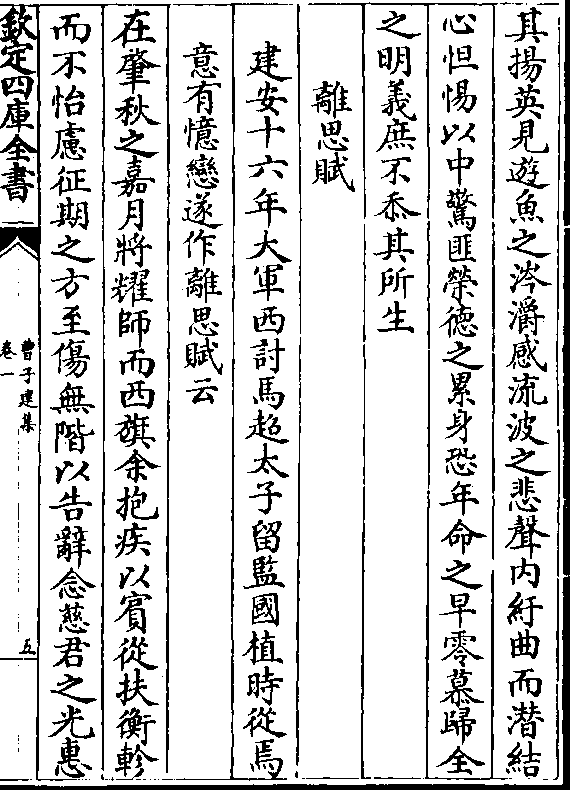 其揚英見遊魚之涔灂感流波之悲聲内紆曲而潜結
心怛惕以中驚匪榮德之累身恐年命之早零慕歸全
之明義庶不忝其所生
離思賦
建安十六年大軍西討馬超太子留監國植時從焉
意有憶戀遂作離思賦云
在肇秋之嘉月將耀師而西旗余抱疾以賓從扶衡軫
而不怡慮征期之方至傷無階以告辭念慈君之光惠
欽定四庫全書
曹子建集
卷一
五